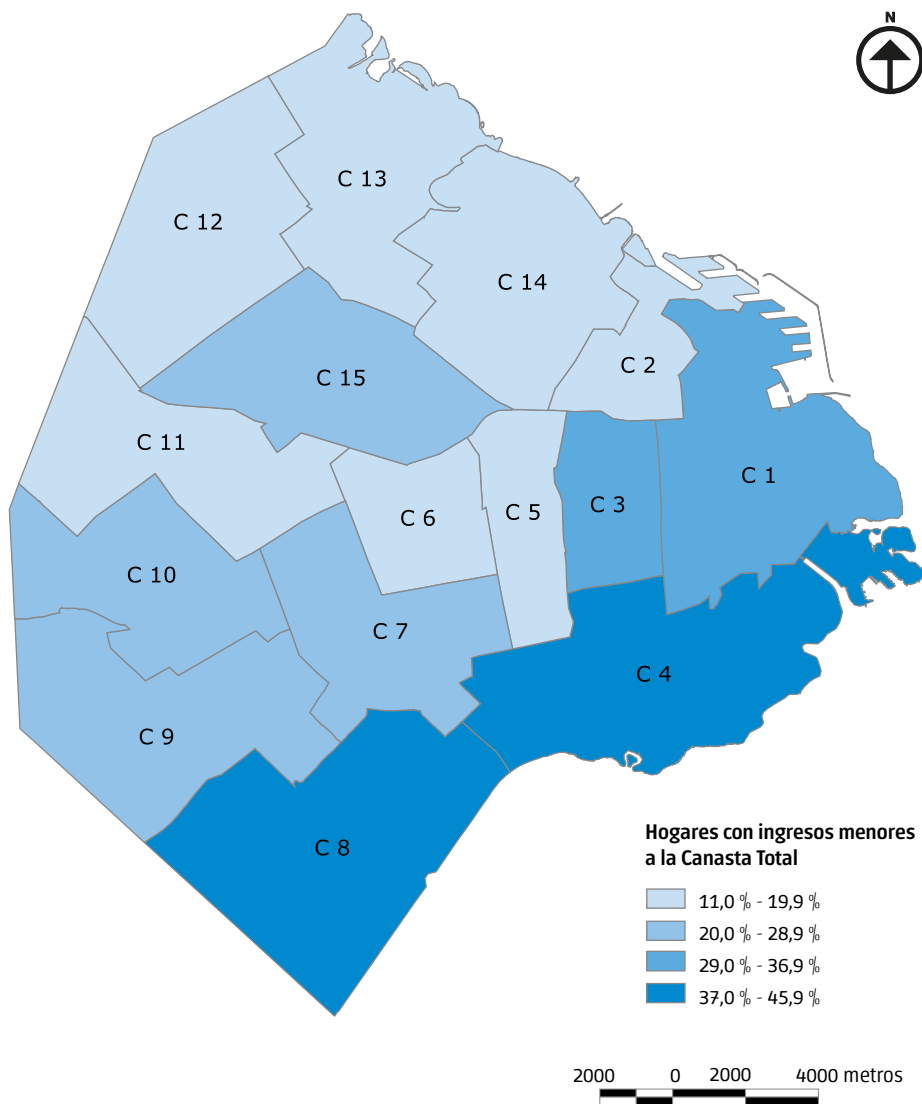 N
C 13
C 12
C 14
C 2
C 15
C 11
C 1
C 3
C 5
C 6
C 10
C 7
C 4
C 9
C 8
Hogares con ingresos menores
a la Canasta Total
11,0 % - 19,9 %
20,0 % - 28,9 %
29,0 % - 36,9 %
37,0 % - 45,9 %
2000 0 2000 4000 metros